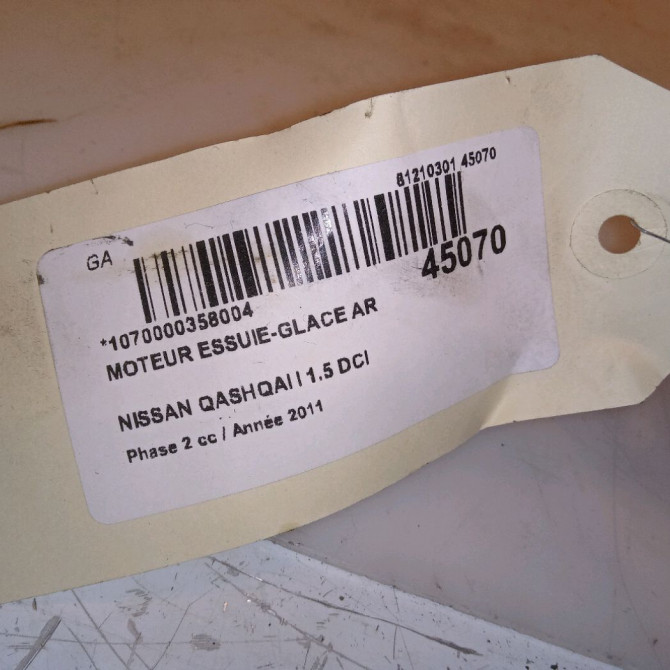 81210301 45070
GA
45070
*1070000358004
MOTEUR ESSUIE-GLACE AR
NISSAN QASHQAI I 1.5 DCI
Phase 2 cc / Année 2011